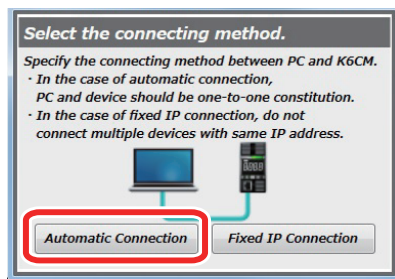 Select the connecting method.
Specify the connecting method between PC and K6CM.
· In the case of automatic connection,
PC and device should be one-to-one constitution.
· In the case of fixed IP connection, do not
connect multiple devices with same IP address.
Automatic Connection
Fixed IP Connection